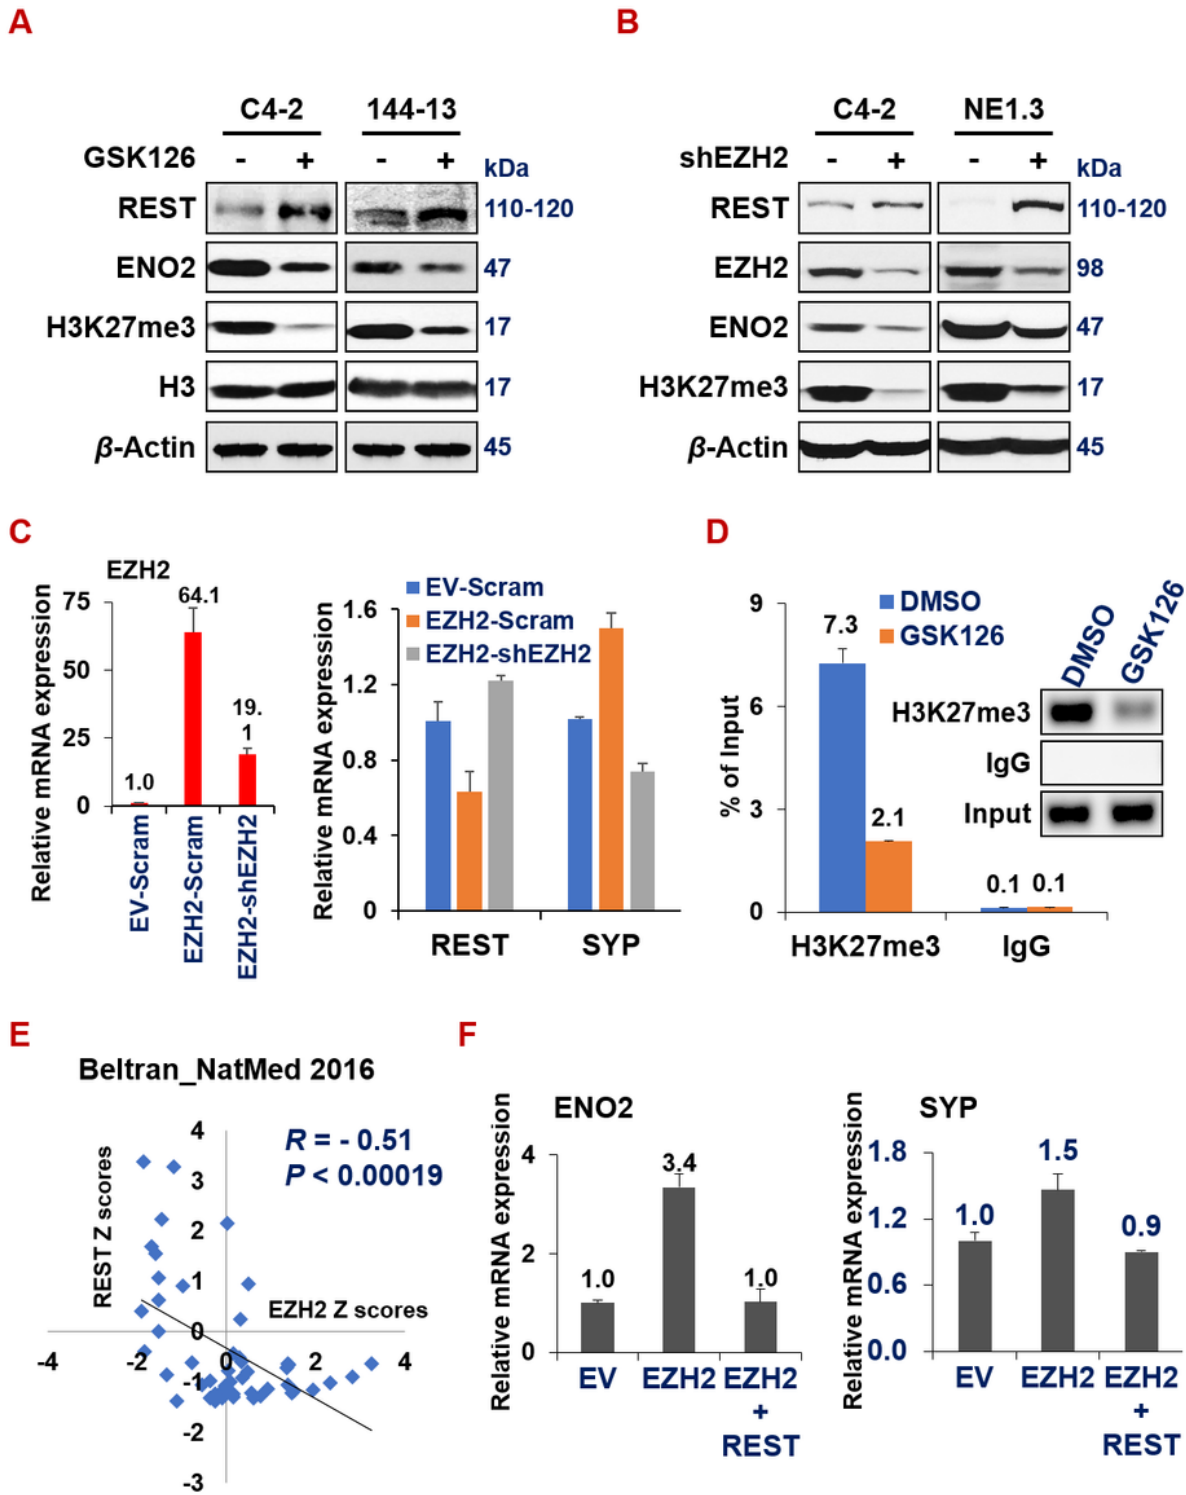 A
C4-2 144-13
GSK126 - + - + kDa
REST 110-120
ENO2 47
H3K27me3 17
H3 17
β-Actin 45
B
C4-2 NE1.3
shEZH2 - + - + kDa
REST 110-120
EZH2 98
ENO2 47
H3K27me3 17
β-Actin 45
C
EZH2
Relative mRNA expression
75
50
25
0
1.0
64.1
19.
1
EV-Scram
EZH2-Scram
EZH2-shEZH2
EV-Scram
EZH2-Scram
EZH2-shEZH2
Relative mRNA expression
1.6
1.2
0.8
0.4
0
REST SYP
D
DMSO
GSK126
% of Input
9
6
3
0
7.3
2.1
0.1 0.1
H3K27me3 IgG
DMSO GSK126
H3K27me3
IgG
Input
E
Beltran_NatMed 2016
R = - 0.51
P < 0.00019
REST Z scores
EZH2 Z scores
4
3
2
1
0
-1
-2
-3
-4 -2 0 2 4
F
ENO2
Relative mRNA expression
4
2
0
1.0
3.4
1.0
EV EZH2 EZH2
+
REST
SYP
Relative mRNA expression
1.8
1.2
0.6
0.0
1.0
1.5
0.9
EV EZH2 EZH2
+
REST